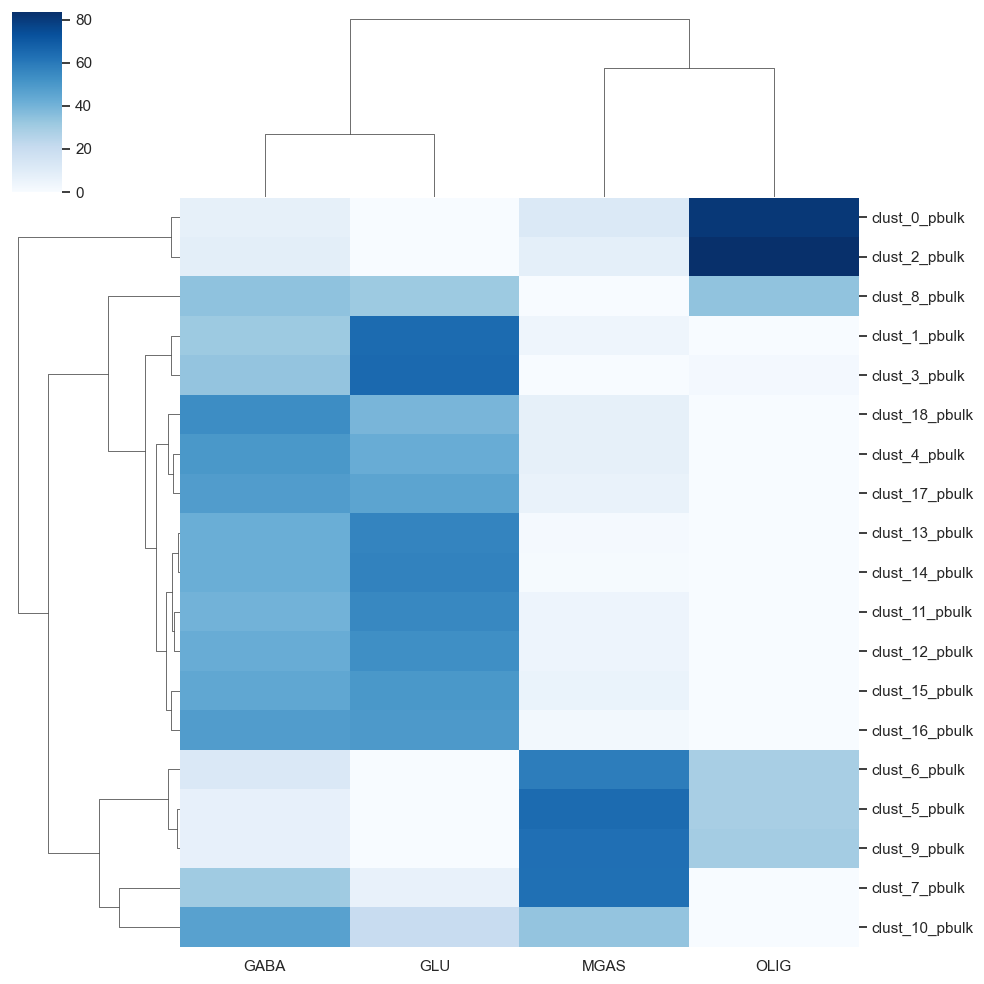 80
60
40
20
0
clust_0_pbulk
clust_2_pbulk
clust_8_pbulk
clust_1_pbulk
clust_3_pbulk
clust_18_pbulk
clust_4_pbulk
clust_17_pbulk
clust_13_pbulk
clust_14_pbulk
clust_11_pbulk
clust_12_pbulk
clust_15_pbulk
clust_16_pbulk
clust_6_pbulk
clust_5_pbulk
clust_9_pbulk
clust_7_pbulk
clust_10_pbulk
GABA GLU MGAS OLIG